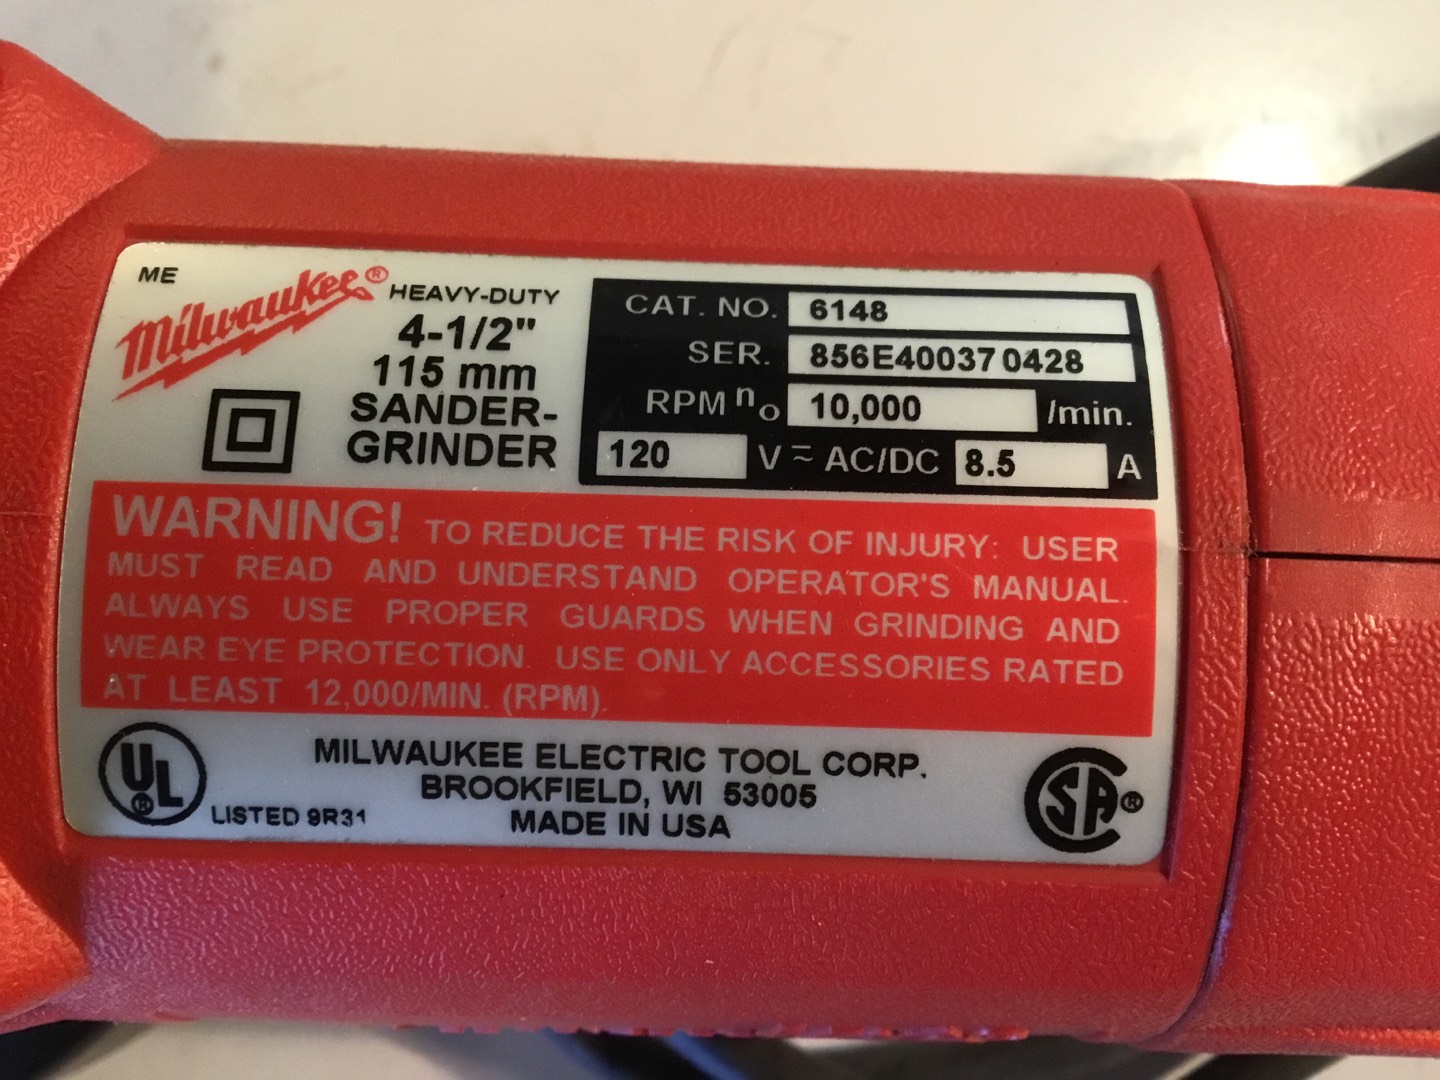 ME
Milwaukee®
HEAVY-DUTY
4-1/2"
115 mm
SANDER-
GRINDER
CAT. NO. 6148
SER. 856E40037 0428
RPM no 10,000 /min.
120 V ⎓ ~ AC/DC 8.5 A
WARNING! TO REDUCE THE RISK OF INJURY: USER
MUST READ AND UNDERSTAND OPERATOR'S MANUAL.
ALWAYS USE PROPER GUARDS WHEN GRINDING AND
WEAR EYE PROTECTION. USE ONLY ACCESSORIES RATED
AT LEAST 12,000/MIN. (RPM).
UL®
LISTED 9R31
MILWAUKEE ELECTRIC TOOL CORP.
BROOKFIELD, WI 53005
MADE IN USA
SA®